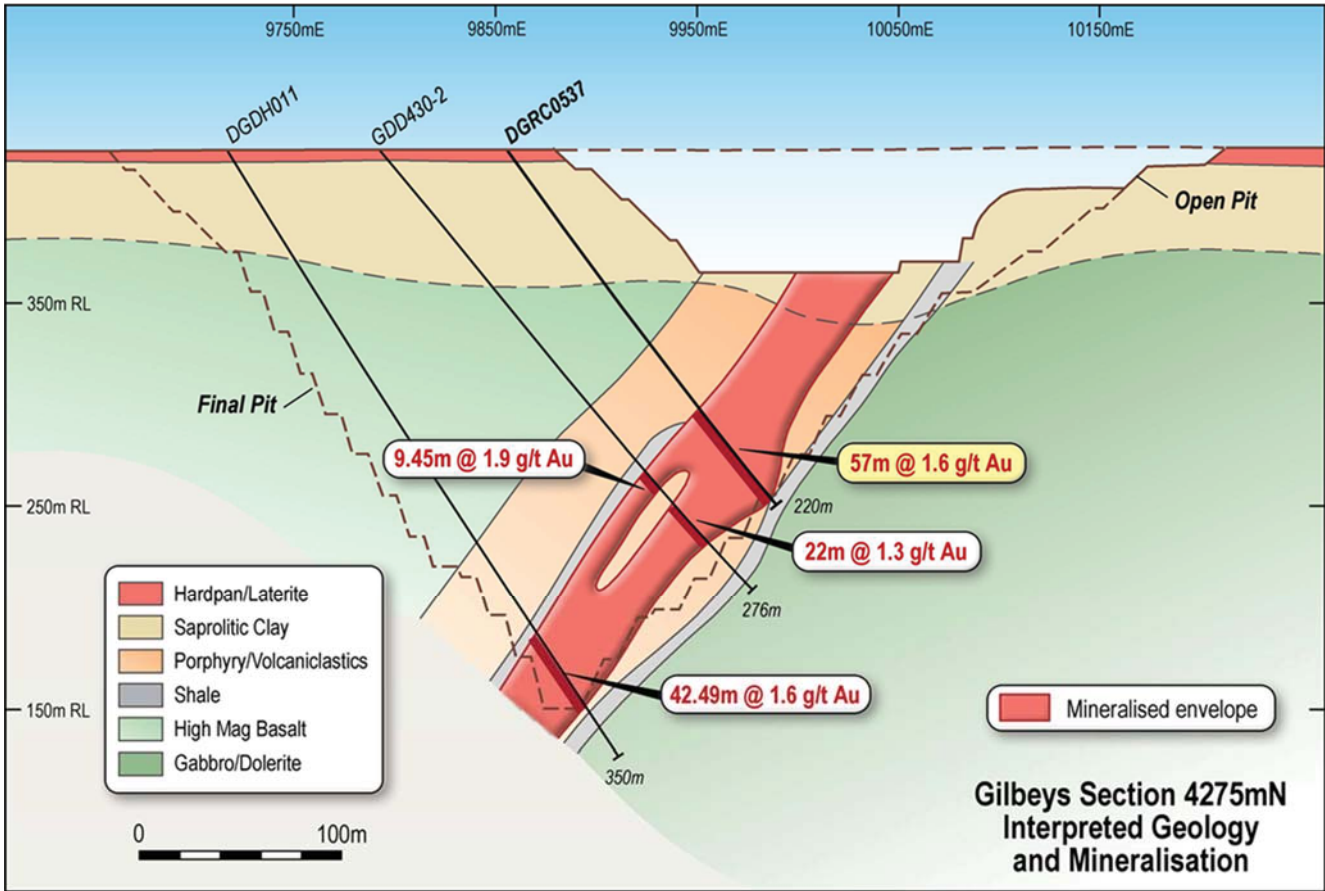 9750mE
9850mE
9950mE
10050mE
10150mE
DGDH011
GDD430-2
DGRC0537
Open Pit
350m RL
Final Pit
9.45m @ 1.9 g/t Au
57m @ 1.6 g/t Au
250m RL
220m
22m @ 1.3 g/t Au
276m
Hardpan/Laterite
Saprolitic Clay
Porphyry/Volcaniclastics
Shale
High Mag Basalt
Gabbro/Dolerite
42.49m @ 1.6 g/t Au
150m RL
Mineralised envelope
350m
0
100m
Gilbeys Section 4275mN
Interpreted Geology
and Mineralisation